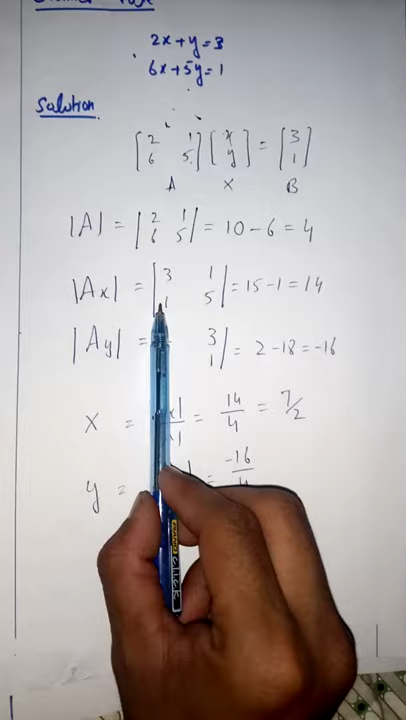 2x+y=3
6x+5y=1
Solution
[2 1
6 5] [x
y] = [3
1]
A X B
|A| = |2 1
6 5| = 10-6 = 4
|Ax| = |3 1
1 5| = 15-1 = 14
|Ay| = 3
1| = 2-18 = -16
x = = 14/4 = 7/2
y = = -16/4
click